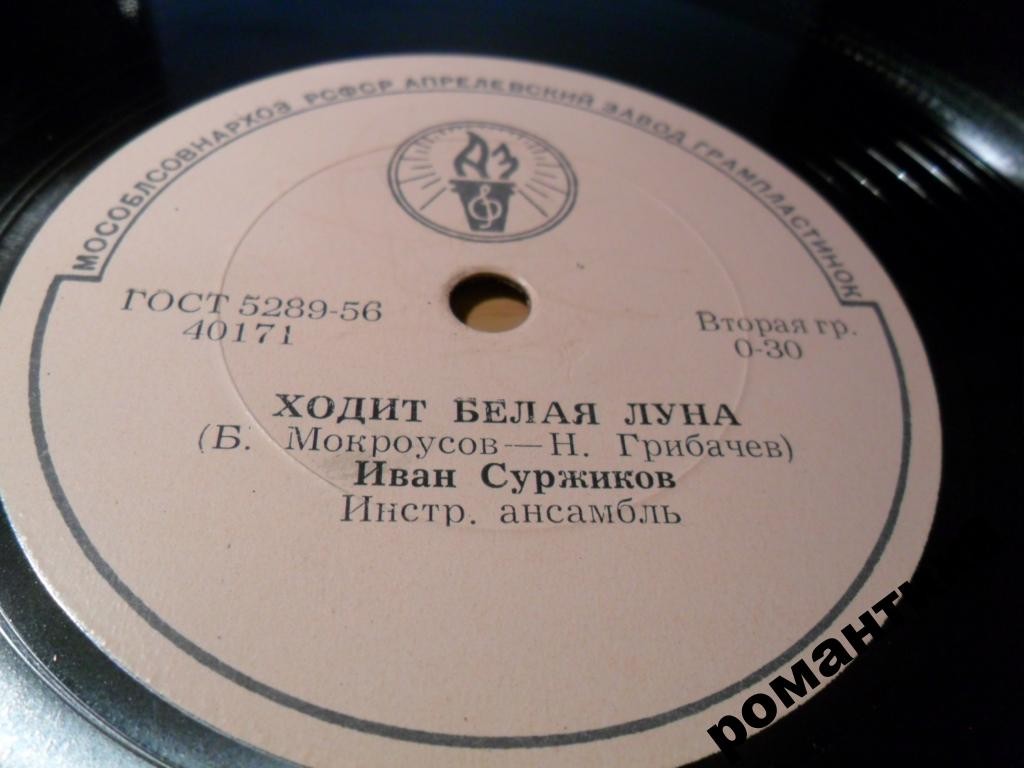 МОСОБЛСОВНАРХОЗ РСФСР АПРЕЛЕВСКИЙ ЗАВОД ГРАМПЛАСТИНОК
АЗ
ГОСТ 5289-56
40171
Вторая гр.
0-30
ХОДИТ БЕЛАЯ ЛУНА
(Б. Мокроусов—Н. Грибачев)
Иван Суржиков
Инстр. ансамбль